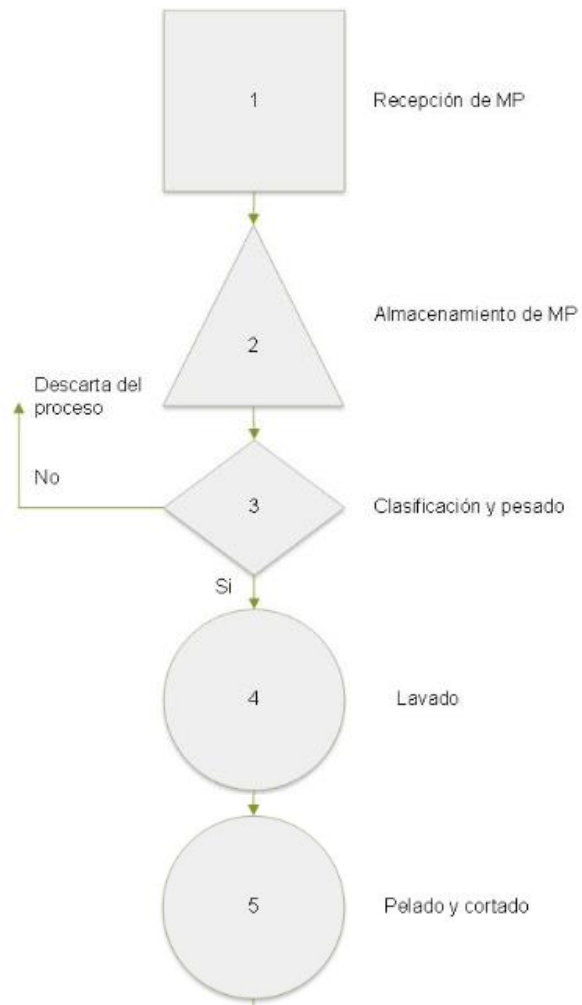 1
Recepción de MP
2
Almacenamiento de MP
Descarta del
proceso
No
3
Clasificación y pesado
Si
4
Lavado
5
Pelado y cortado